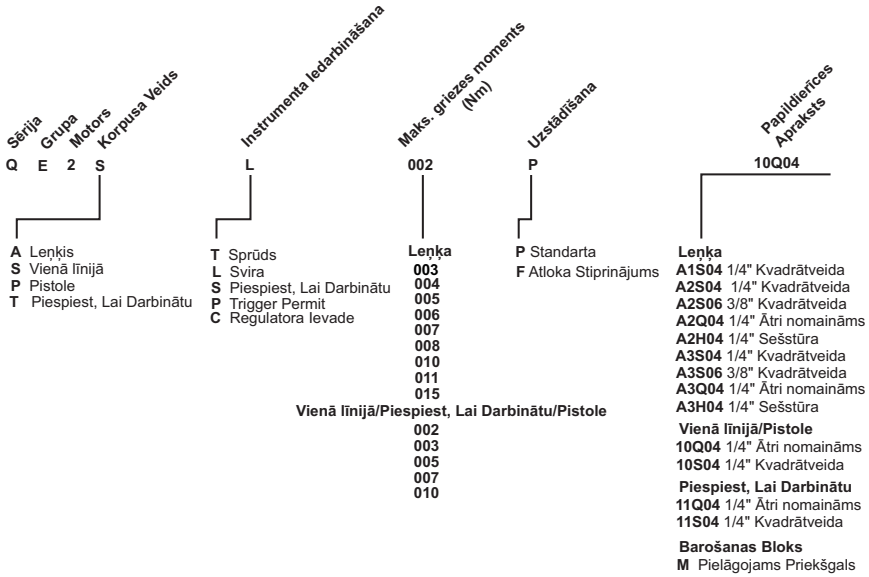 Sērija
Grupa
Motors
Korpusa Veids
Instrumenta Iedarbināšana
Maks. griezes moments
(Nm)
Uzstādīšana
Papildierīces
Apraksts
Q E 2 S L 002 P 10Q04
A Leņķis
S Vienā līnijā
P Pistole
T Piespiest, Lai Darbinātu
T Sprūds
L Svira
S Piespiest, Lai Darbinātu
P Trigger Permit
C Regulatora Ievade
Leņķa
003
004
005
006
007
008
010
011
015
Vienā līnijā/Piespiest, Lai Darbinātu/Pistole
002
003
005
007
010
P Standarta
F Atloka Stiprinājums
Leņķa
A1S04 1/4" Kvadrātveida
A2S04 1/4" Kvadrātveida
A2S06 3/8" Kvadrātveida
A2Q04 1/4" Ātri nomaināms
A2H04 1/4" Sešstūra
A3S04 1/4" Kvadrātveida
A3S06 3/8" Kvadrātveida
A3Q04 1/4" Ātri nomaināms
A3H04 1/4" Sešstūra
Vienā līnijā/Pistole
10Q04 1/4" Ātri nomaināms
10S04 1/4" Kvadrātveida
Piespiest, Lai Darbinātu
11Q04 1/4" Ātri nomaināms
11S04 1/4" Kvadrātveida
Barošanas Bloks
M Pielāgojams Priekšgals